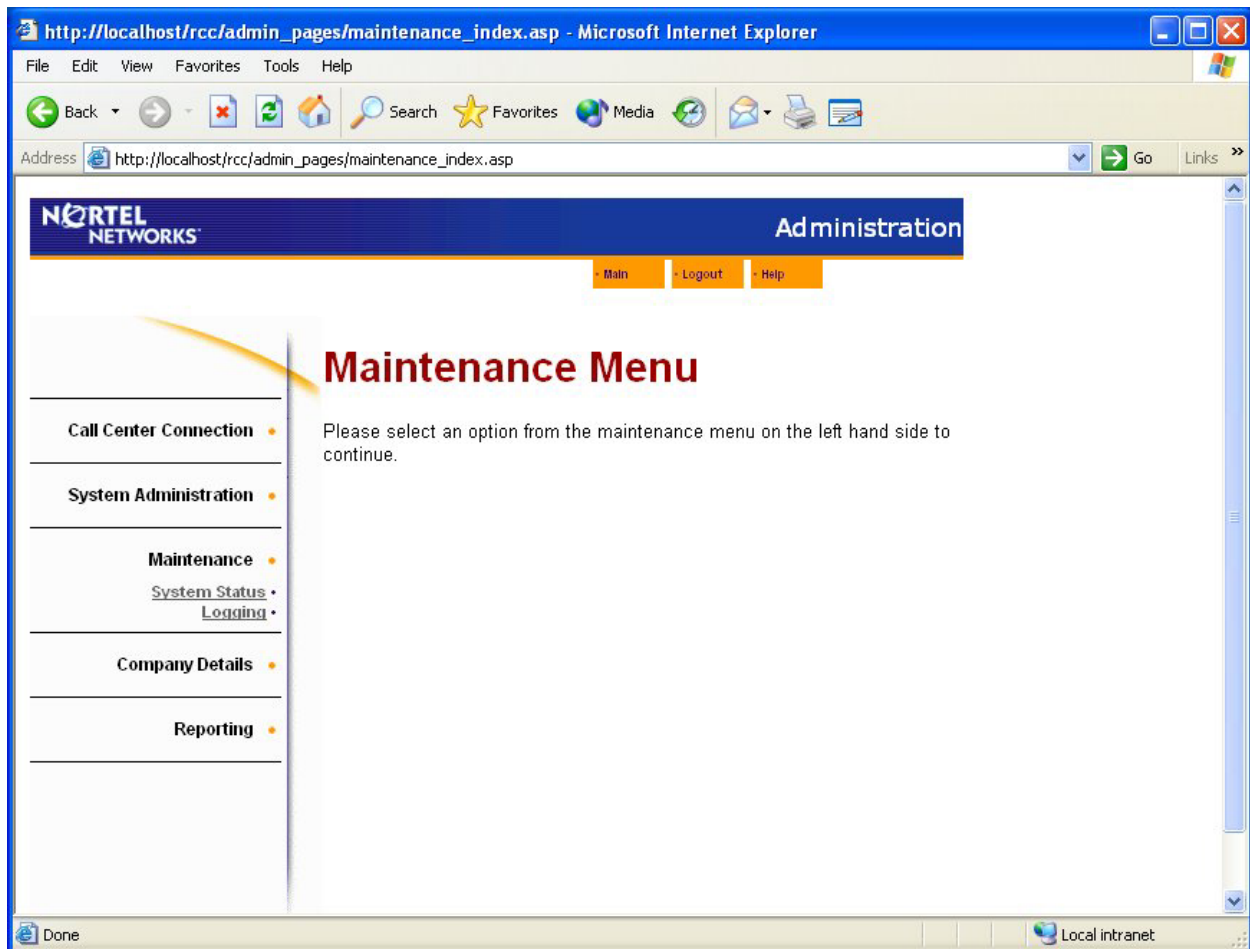 http://localhost/rcc/admin_pages/maintenance_index.asp - Microsoft Internet Explorer
File Edit View Favorites Tools Help
Back Search Favorites Media
Address http://localhost/rcc/admin_pages/maintenance_index.asp Go Links »
NORTEL
NETWORKS
Administration
Main Logout Help
Maintenance Menu
Please select an option from the maintenance menu on the left hand side to
continue.
Call Center Connection
System Administration
Maintenance
System Status
Logging
Company Details
Reporting
Done Local intranet